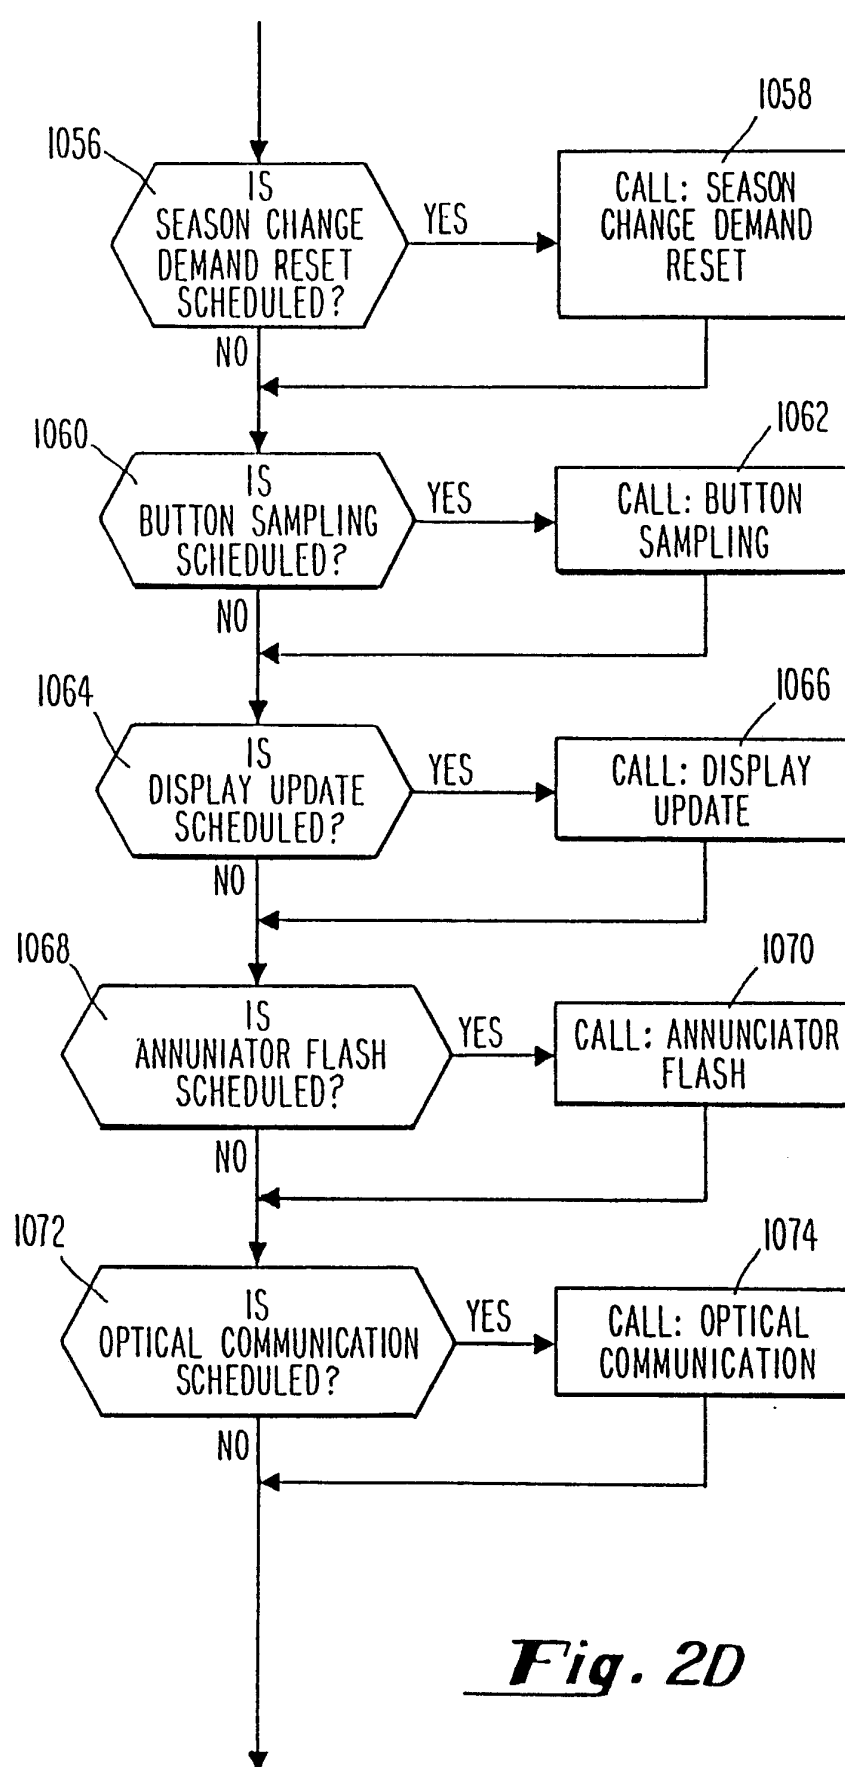 1056
IS
SEASON CHANGE
DEMAND RESET
SCHEDULED?
YES
NO
1058
CALL: SEASON
CHANGE DEMAND
RESET
1060
IS
BUTTON SAMPLING
SCHEDULED?
YES
NO
1062
CALL: BUTTON
SAMPLING
1064
IS
DISPLAY UPDATE
SCHEDULED?
YES
NO
1066
CALL: DISPLAY
UPDATE
1068
IS
ANNUNIATOR FLASH
SCHEDULED?
YES
NO
1070
CALL: ANNUNCIATOR
FLASH
1072
IS
OPTICAL COMMUNICATION
SCHEDULED?
YES
NO
1074
CALL: OPTICAL
COMMUNICATION
Fig. 2D